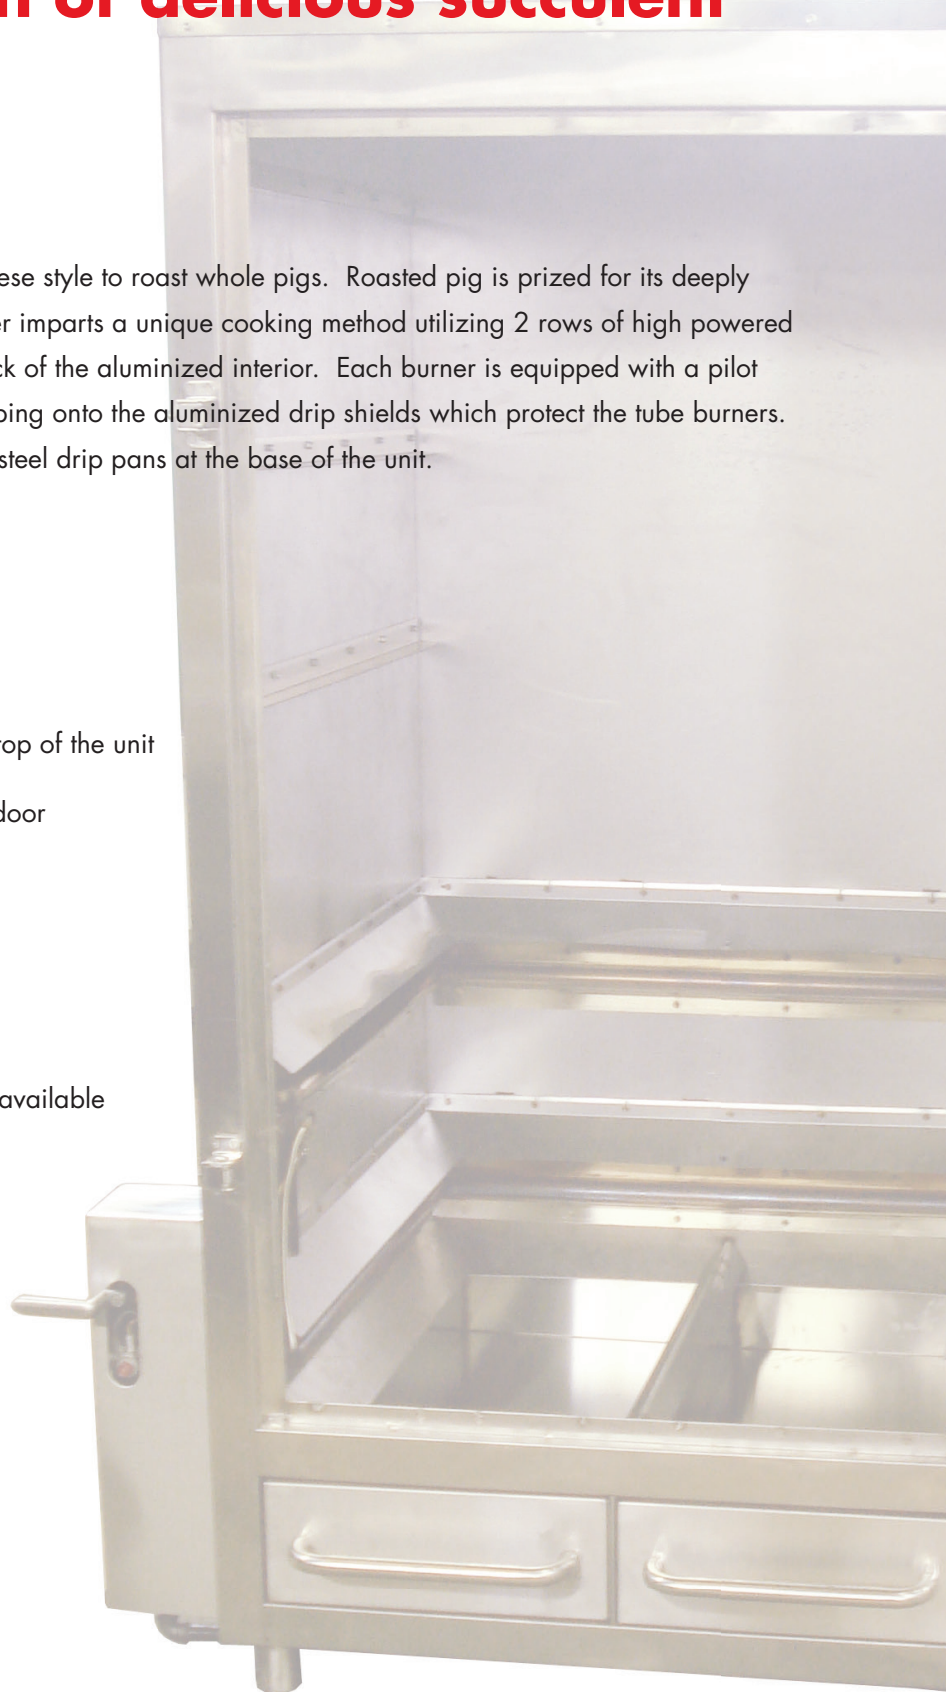 of delicious succulent
ese style to roast whole pigs. Roasted pig is prized for its deeply
er imparts a unique cooking method utilizing 2 rows of high powered
ck of the aluminized interior. Each burner is equipped with a pilot
ping onto the aluminized drip shields which protect the tube burners.
steel drip pans at the base of the unit.
top of the unit
door
available